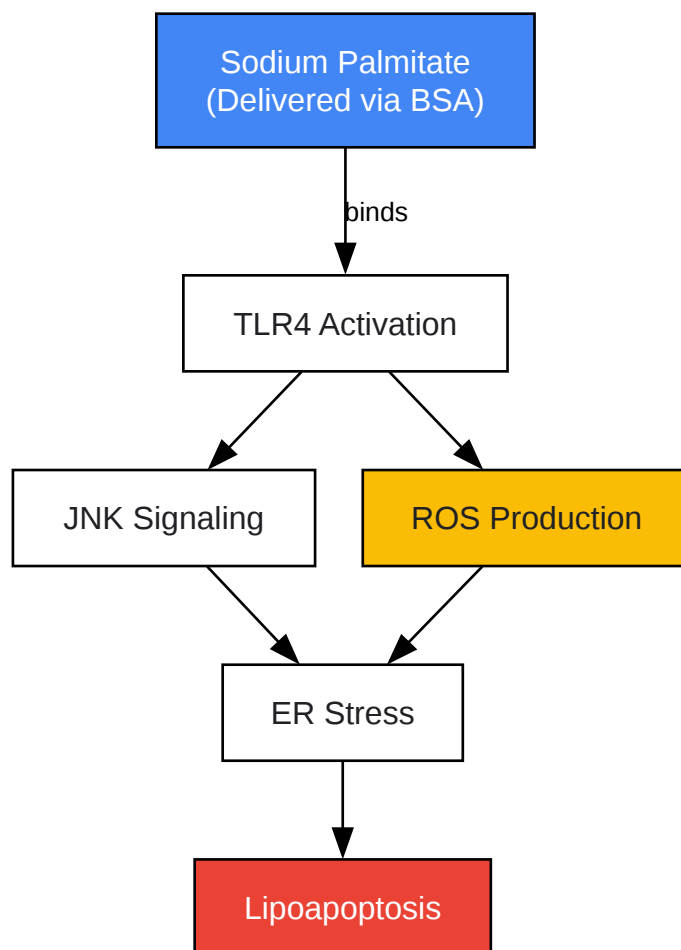 Sodium Palmitate
(Delivered via BSA)
binds
TLR4 Activation
JNK Signaling
ROS Production
ER Stress
Lipoapoptosis